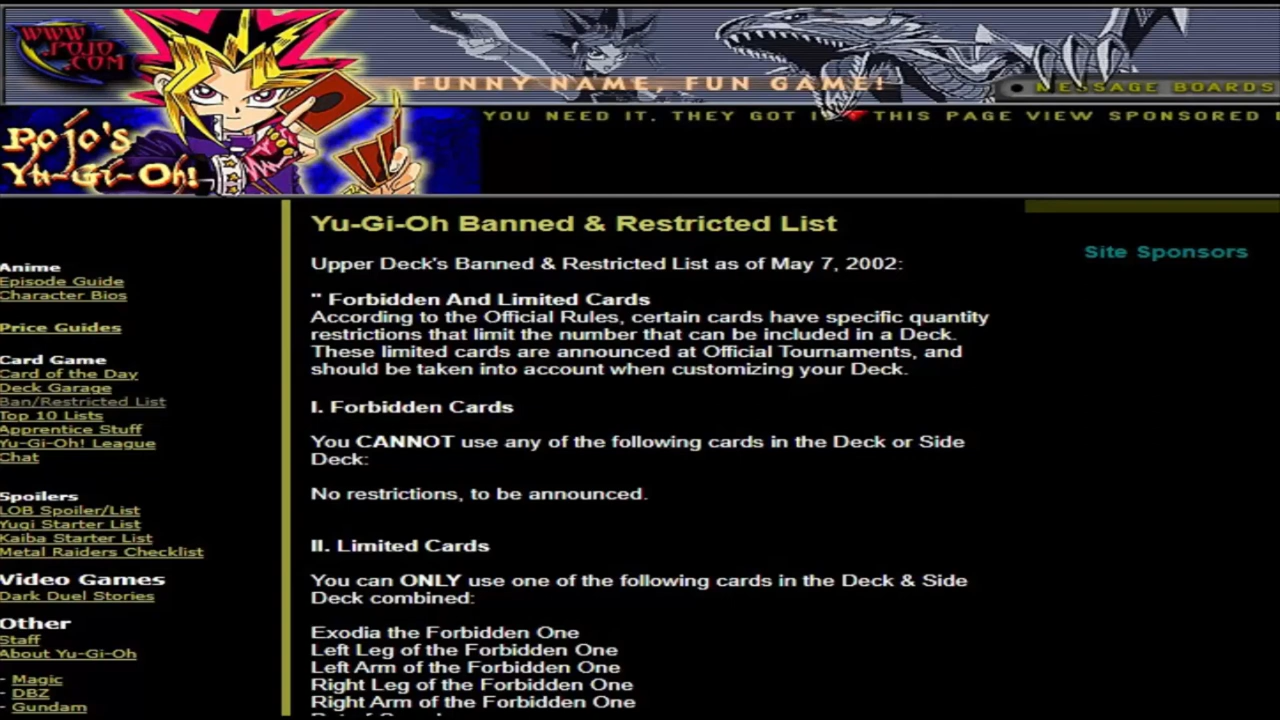 WWW.
POJO
.COM
FUNNY NAME, FUN GAME!
MESSAGE BOARDS
YOU NEED IT, THEY GOT IT
THIS PAGE VIEW SPONSORED
Pojo's
Yu-Gi-Oh!
Anime
Episode Guide
Character Bios
Price Guides
Card Game
Card of the Day
Deck Garage
Ban/Restricted List
Top 10 Lists
Apprentice Stuff
Yu-Gi-Oh! League
Chat
Spoilers
LOB Spoiler/List
Yugi Starter List
Kaiba Starter List
Metal Raiders Checklist
Video Games
Dark Duel Stories
Other
Staff
About Yu-Gi-Oh
- Magic
- DBZ
- Gundam
Yu-Gi-Oh Banned & Restricted List
Upper Deck's Banned & Restricted List as of May 7, 2002:
" Forbidden And Limited Cards
According to the Official Rules, certain cards have specific quantity
restrictions that limit the number that can be included in a Deck.
These limited cards are announced at Official Tournaments, and
should be taken into account when customizing your Deck.
I. Forbidden Cards
You CANNOT use any of the following cards in the Deck or Side
Deck:
No restrictions, to be announced.
II. Limited Cards
You can ONLY use one of the following cards in the Deck & Side
Deck combined:
Exodia the Forbidden One
Left Leg of the Forbidden One
Left Arm of the Forbidden One
Right Leg of the Forbidden One
Right Arm of the Forbidden One
Site Sponsors